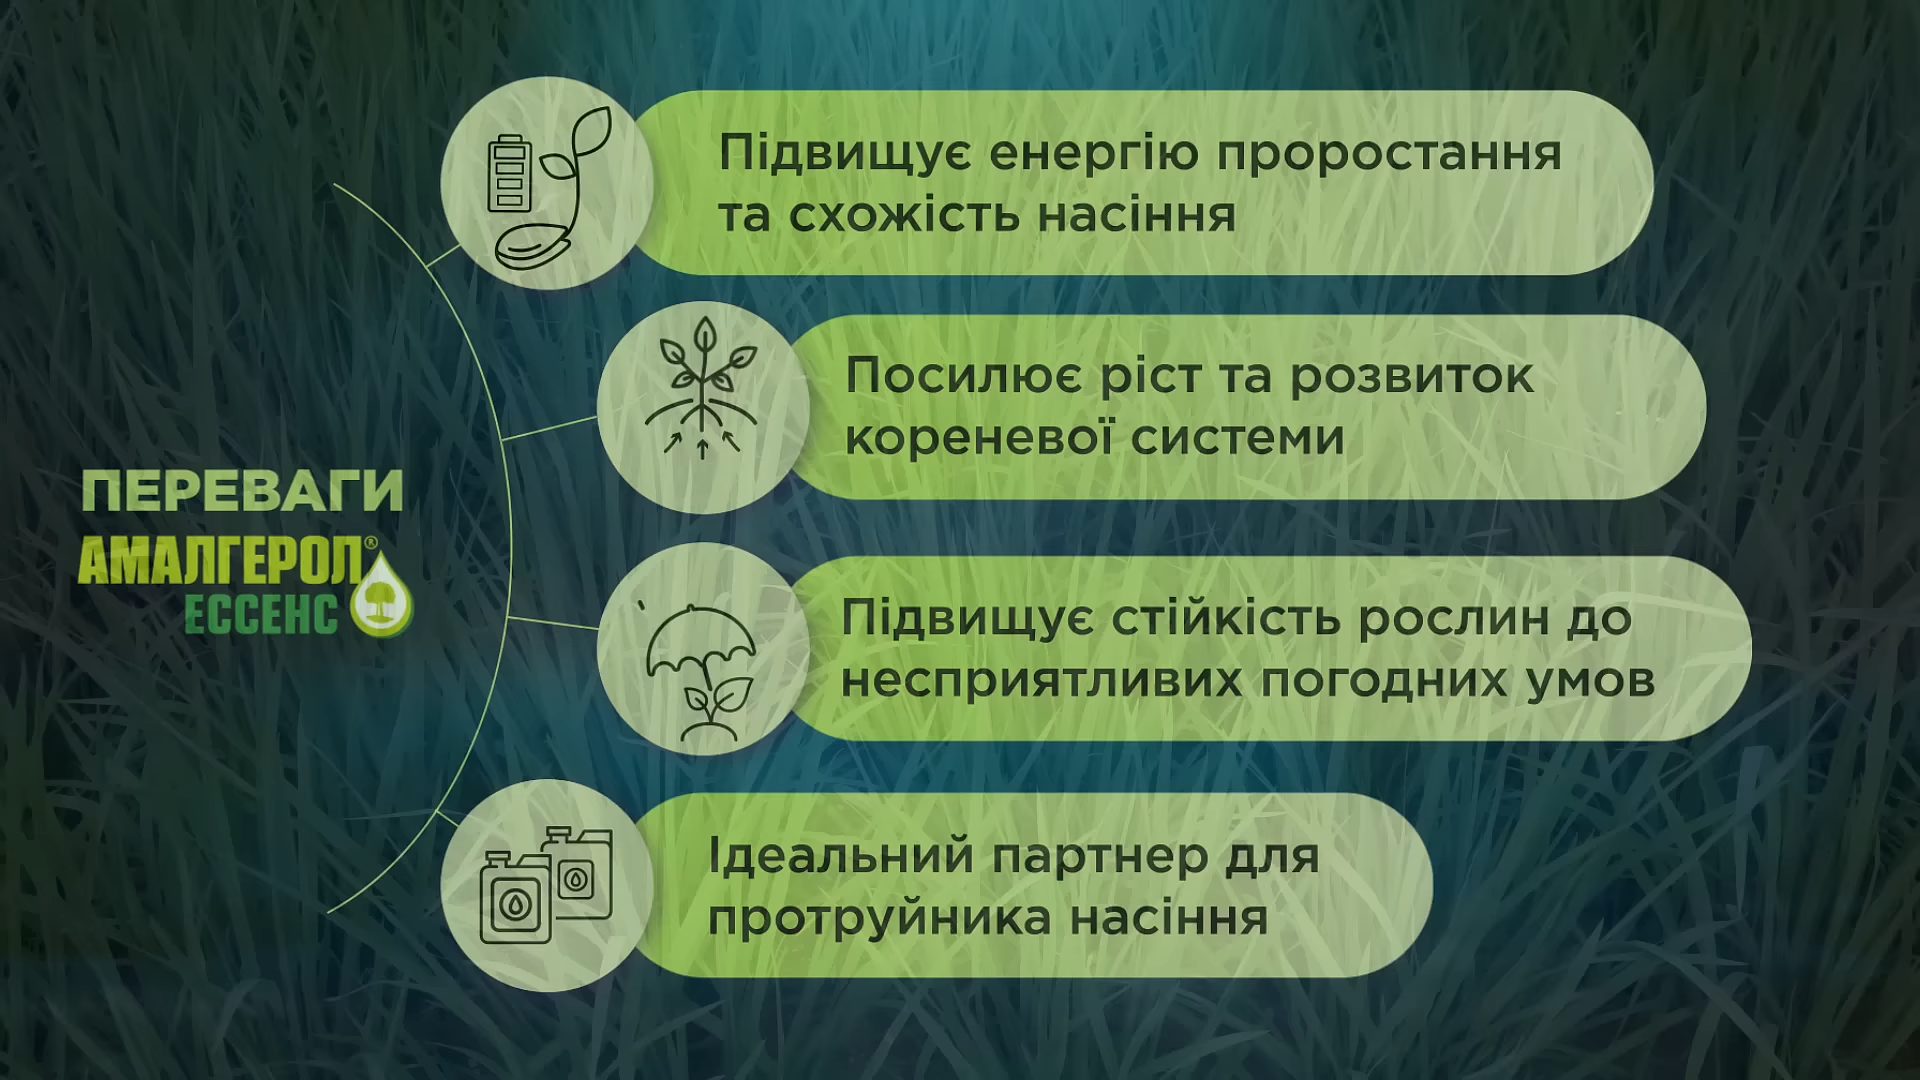 ПЕРЕВАГИ
АМАЛГЕРОЛ®
ЕССЕНС
Підвищує енергію проростання
та схожість насіння
Посилює ріст та розвиток
кореневої системи
Підвищує стійкість рослин до
несприятливих погодних умов
Ідеальний партнер для
протруйника насіння